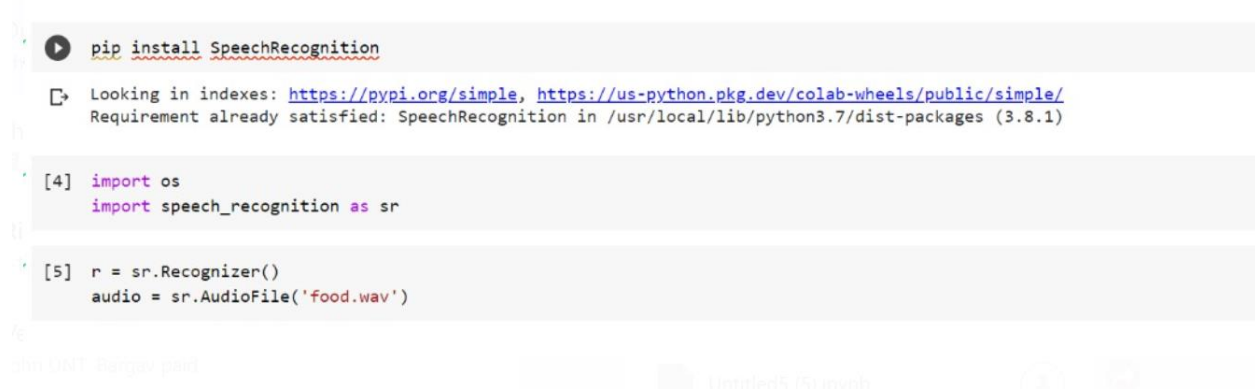 pip install SpeechRecognition
Looking in indexes: https://pypi.org/simple, https://us-python.pkg.dev/colab-wheels/public/simple/
Requirement already satisfied: SpeechRecognition in /usr/local/lib/python3.7/dist-packages (3.8.1)
[4] import os
import speech_recognition as sr
[5] r = sr.Recognizer()
audio = sr.AudioFile('food.wav')